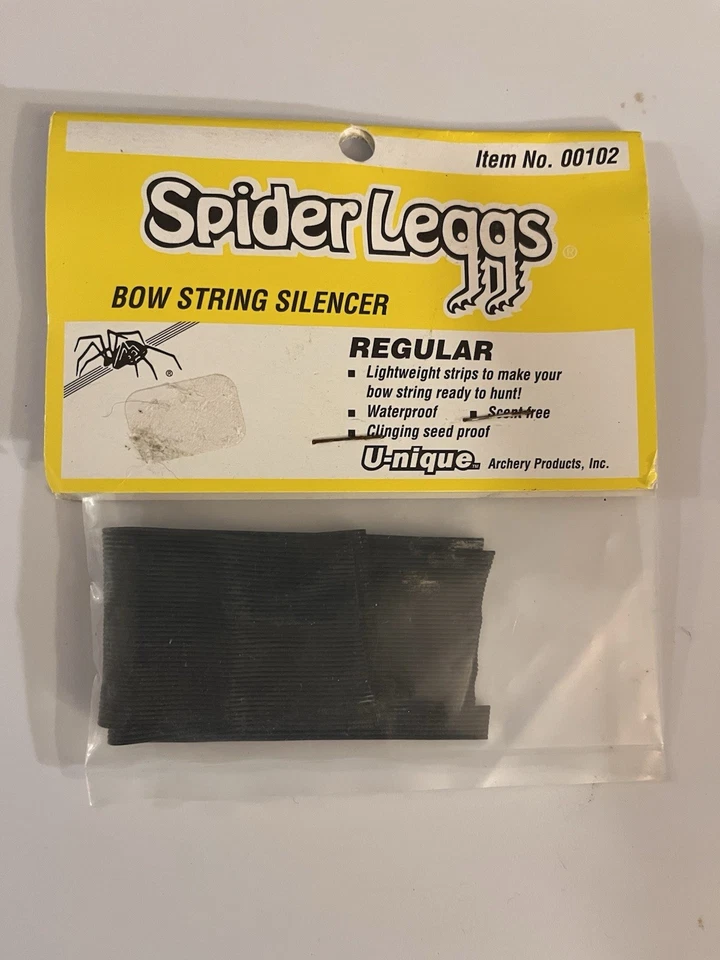 Item No. 00102
Spider Leggs ®
BOW STRING SILENCER
®
REGULAR
▪ Lightweight strips to make your
bow string ready to hunt!
▪ Waterproof ▪ Scent free
▪ Clinging seed proof
U-nique™ Archery Products, Inc.